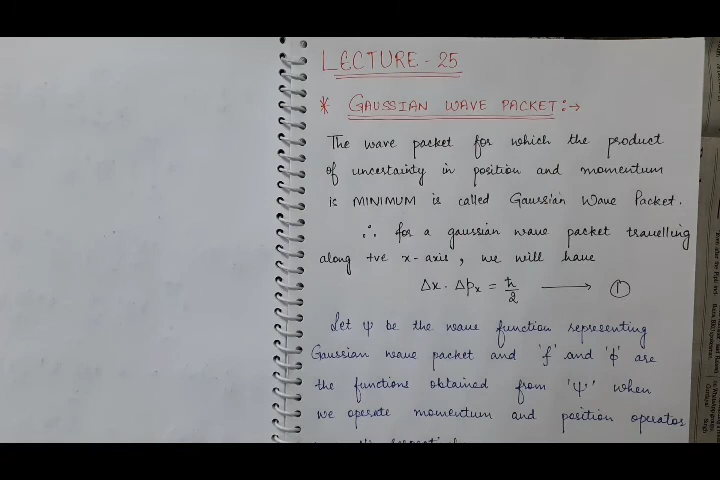 LECTURE - 25
* GAUSSIAN WAVE PACKET :→
The wave packet for which the product
of uncertainty in position and momentum
is MINIMUM is called Gaussian Wave Packet.
∴ for a gaussian wave packet travelling
along +ve x-axis, we will have
Δx · Δpx = ħ/2 ⟶ ①
Let ψ be the wave function representing
Gaussian wave packet and 'f' and 'ϕ' are
the functions obtained from 'ψ' when
we operate momentum and position operator